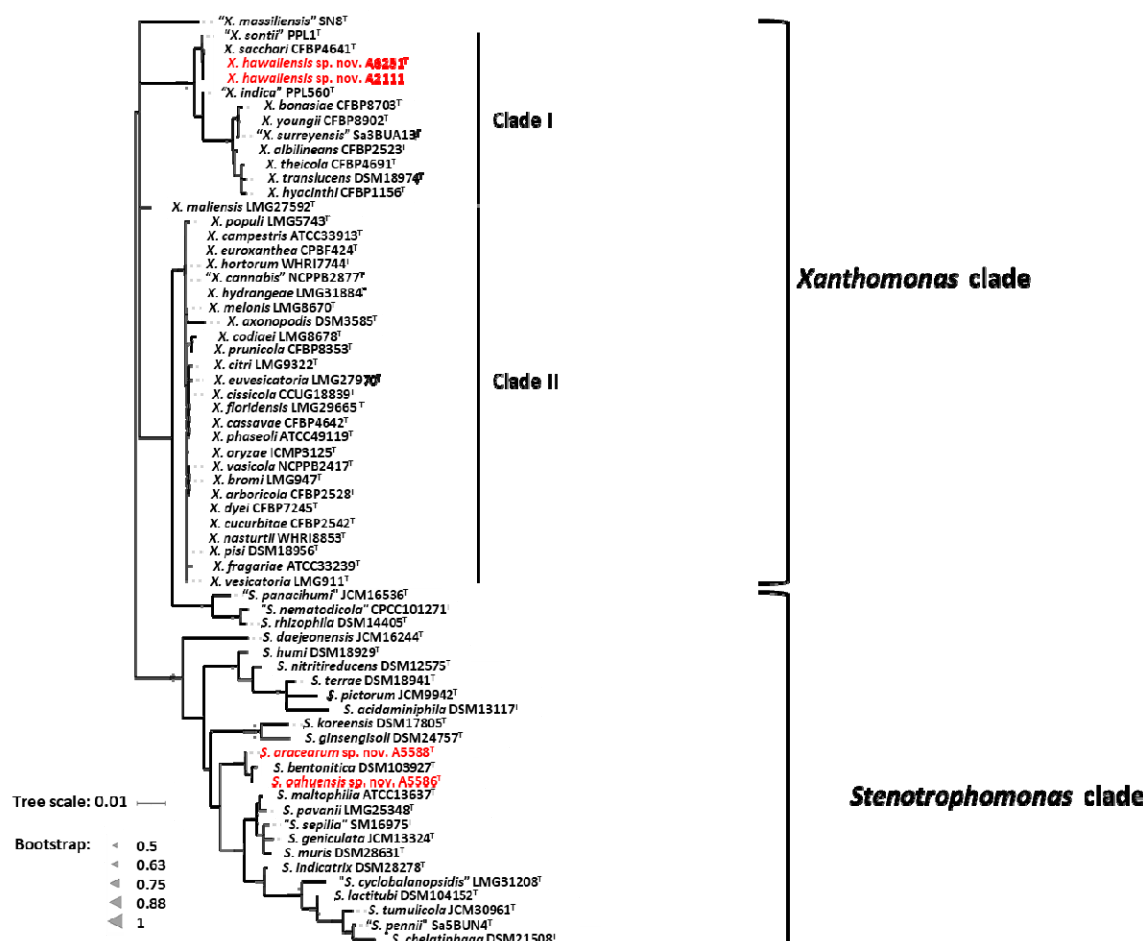 "X. massiliensis" SN8ᵀ
"X. sontii" PPL1ᵀ
X. sacchari CFBP4641ᵀ
X. hawaiiensis sp. nov. A6251ᵀ
X. hawaiiensis sp. nov. A2111
"X. indica" PPL560ᵀ
X. bonasiae CFBP8703ᵀ
X. youngii CFBP8902ᵀ
"X. surreyensis" Sa3BUA13ᵀ
X. albilineans CFBP2523ᵀ
X. theicola CFBP4691ᵀ
X. translucens DSM18974ᵀ
X. hyacinthi CFBP1156ᵀ
Clade I
X. maliensis LMG27592ᵀ
X. populi LMG5743ᵀ
X. campestris ATCC33913ᵀ
X. euroxanthea CPBF424ᵀ
X. hortorum WHRI7744ᵀ
"X. cannabis" NCPPB2877ᵀ
X. hydrangeae LMG31884ᵀ
X. melonis LMG8670ᵀ
X. axonopodis DSM3585ᵀ
X. codiaei LMG8678ᵀ
X. prunicola CFBP8353ᵀ
X. citri LMG9322ᵀ
X. euvesicatoria LMG27970ᵀ
X. cissicola CCUG18839ᵀ
X. floridensis LMG29665ᵀ
X. cassavae CFBP4642ᵀ
X. phaseoli ATCC49119ᵀ
X. oryzae ICMP3125ᵀ
X. vasicola NCPPB2417ᵀ
X. bromi LMG947ᵀ
X. arboricola CFBP2528ᵀ
X. dyei CFBP7245ᵀ
X. cucurbitae CFBP2542ᵀ
X. nasturtii WHRI8853ᵀ
X. pisi DSM18956ᵀ
X. fragariae ATCC33239ᵀ
X. vesicatoria LMG911ᵀ
Clade II
Xanthomonas clade
"S. panacihumi" JCM16536ᵀ
"S. nematodicola" CPCC101271ᵀ
S. rhizophila DSM14405ᵀ
S. daejeonensis JCM16244ᵀ
S. humi DSM18929ᵀ
S. nitritireducens DSM12575ᵀ
S. terrae DSM18941ᵀ
S. pictorum JCM9942ᵀ
S. acidaminiphila DSM13117ᵀ
S. koreensis DSM17805ᵀ
S. ginsengisoli DSM24757ᵀ
S. aracearum sp. nov. A5588ᵀ
S. bentonitica DSM103927ᵀ
S. oahuensis sp. nov. A5586ᵀ
S. maltophilia ATCC13637ᵀ
S. pavanii LMG25348ᵀ
"S. sepilia" SM16975ᵀ
S. geniculata JCM13324ᵀ
S. muris DSM28631ᵀ
S. indicatrix DSM28278ᵀ
"S. cyclobalanopsidis" LMG31208ᵀ
S. lactitubi DSM104152ᵀ
S. tumulicola JCM30961ᵀ
"S. pennii" Sa5BUN4ᵀ
S. chelatiphaga DSM21508ᵀ
Stenotrophomonas clade
Tree scale: 0.01
Bootstrap:
0.5
0.63
0.75
0.88
1